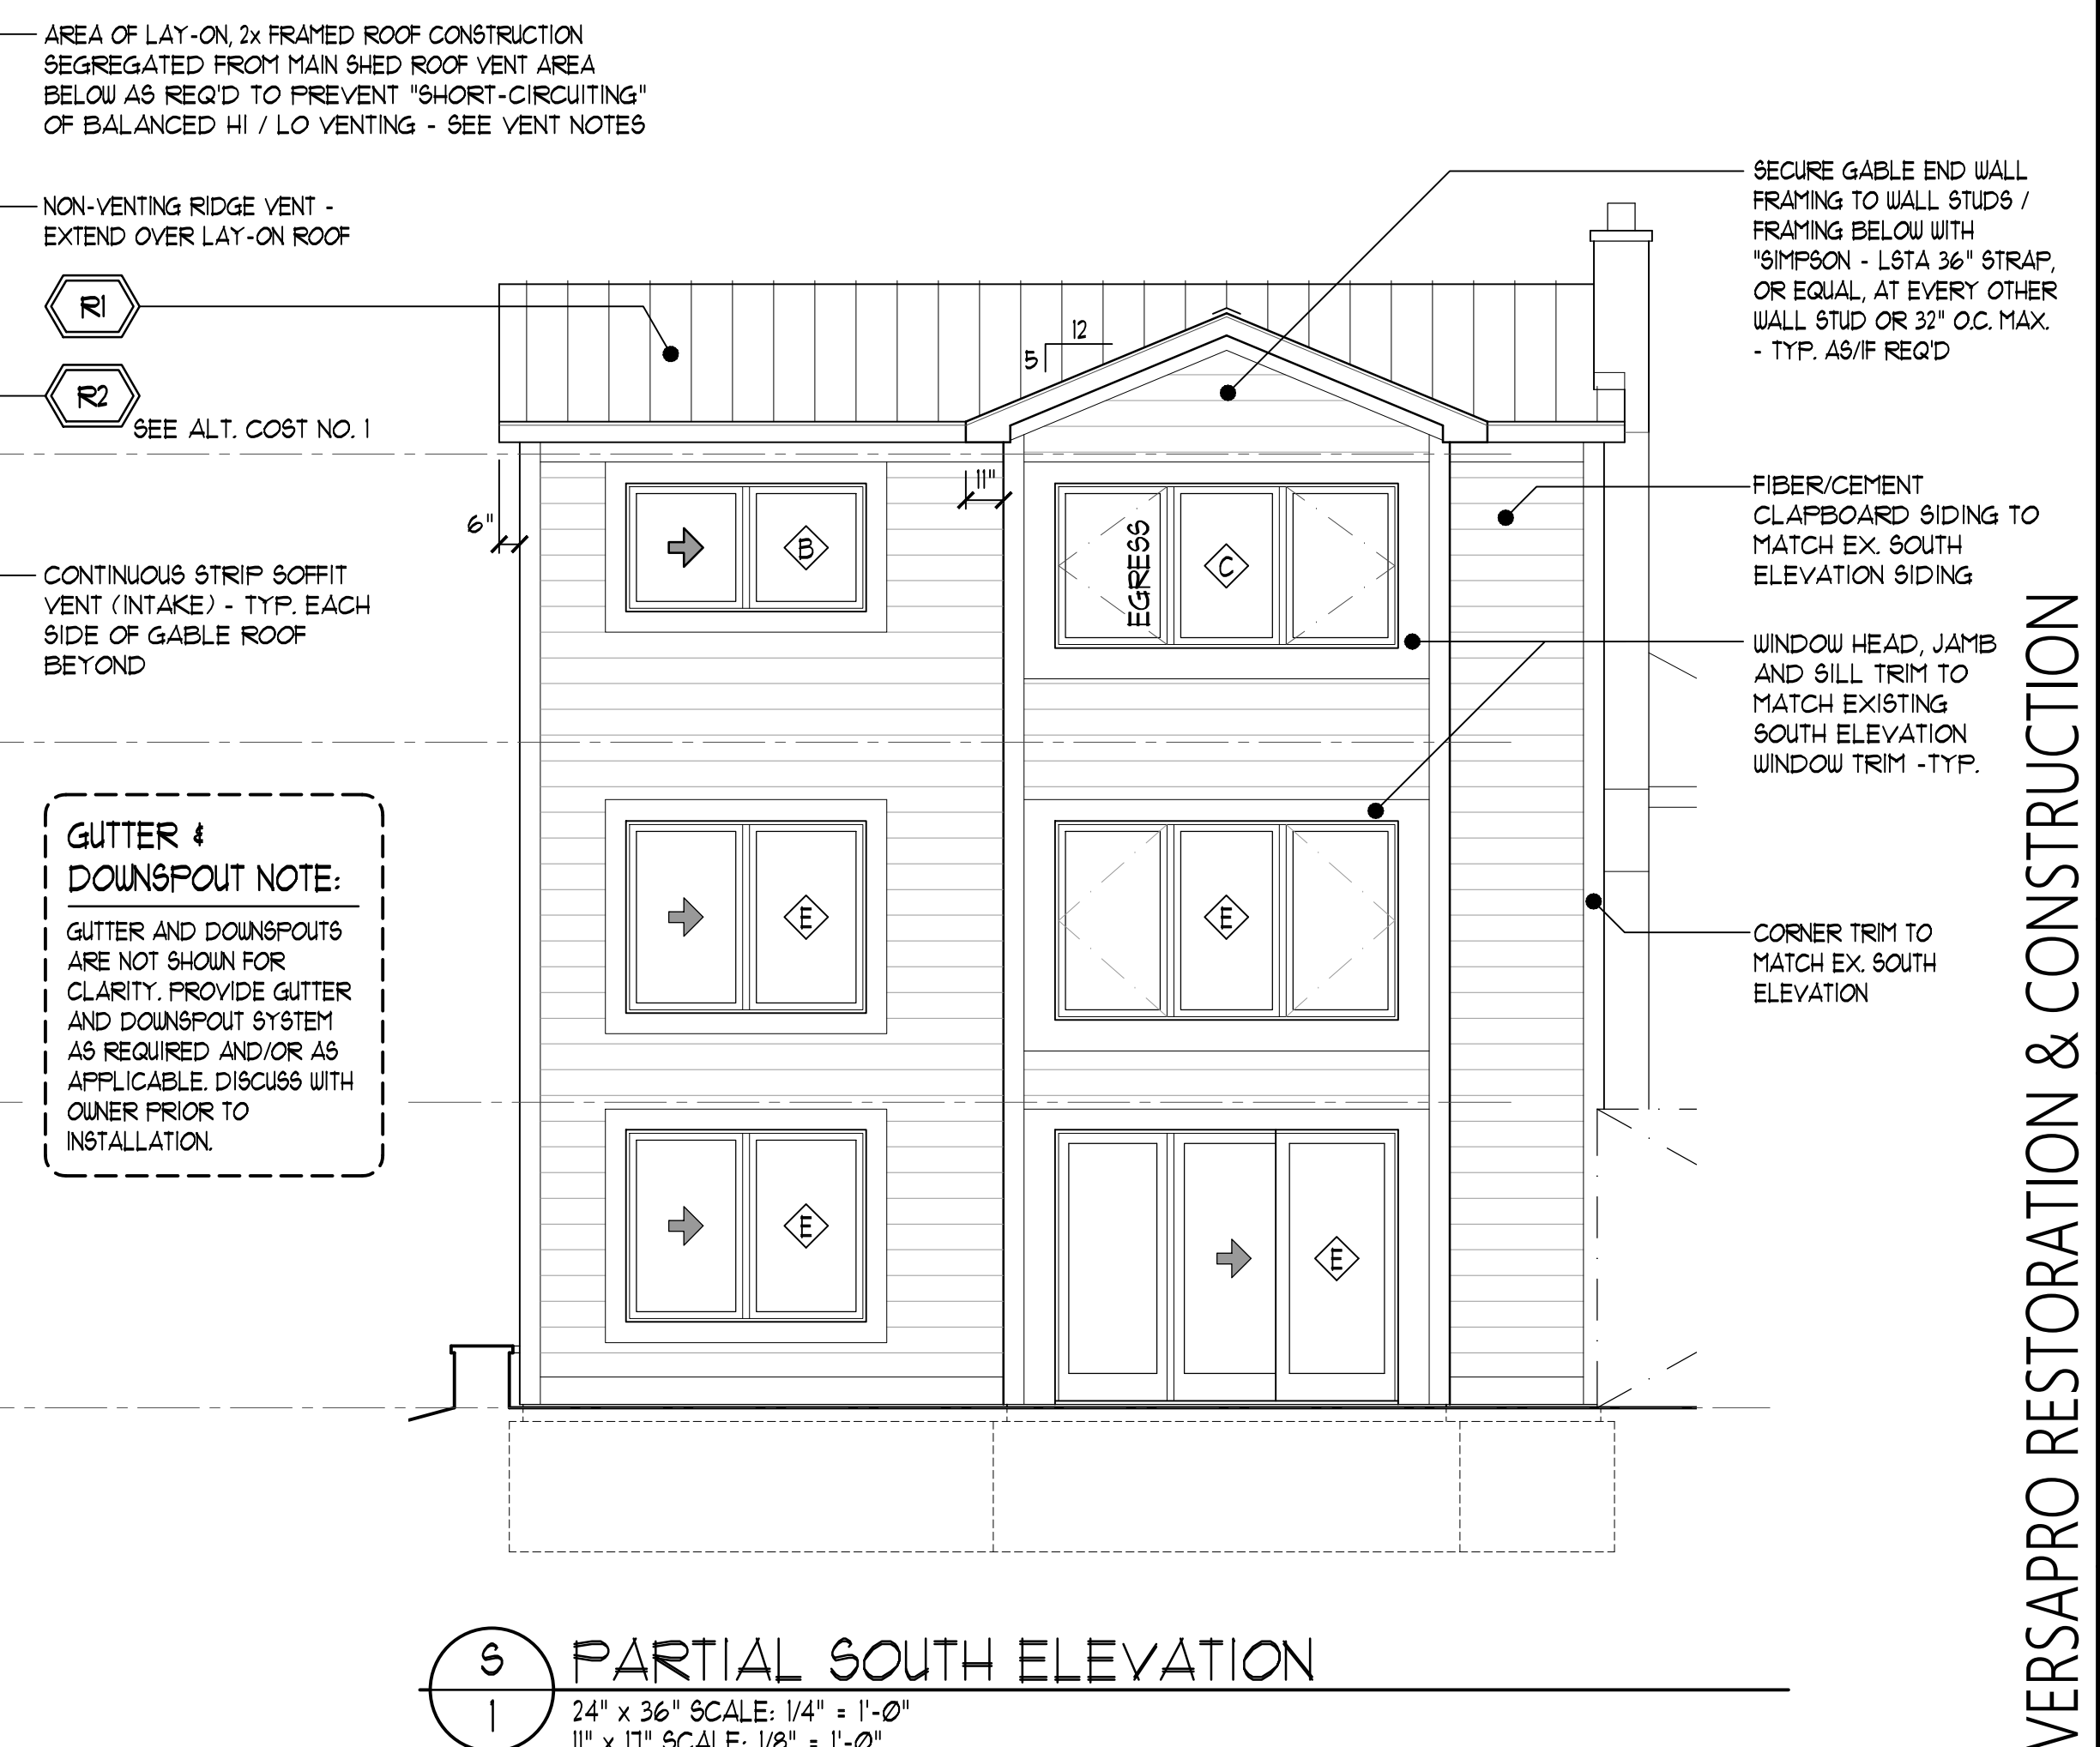 AREA OF LAY-ON, 2x FRAMED ROOF CONSTRUCTION
SEGREGATED FROM MAIN SHED ROOF VENT AREA
BELOW AS REQ'D TO PREVENT "SHORT-CIRCUITING"
OF BALANCED HI / LO VENTING - SEE VENT NOTES
NON-VENTING RIDGE VENT -
EXTEND OVER LAY-ON ROOF
R1
R2
SEE ALT. COST NO. 1
CONTINUOUS STRIP SOFFIT
VENT (INTAKE) - TYP. EACH
SIDE OF GABLE ROOF
BEYOND
GUTTER &
DOWNSPOUT NOTE:
GUTTER AND DOWNSPOUTS
ARE NOT SHOWN FOR
CLARITY. PROVIDE GUTTER
AND DOWNSPOUT SYSTEM
AS REQUIRED AND/OR AS
APPLICABLE. DISCUSS WITH
OWNER PRIOR TO
INSTALLATION.
12
5
6"
11"
B
EGRESS
C
E
E
E
E
SECURE GABLE END WALL
FRAMING TO WALL STUDS /
FRAMING BELOW WITH
"SIMPSON - LSTA 36" STRAP,
OR EQUAL, AT EVERY OTHER
WALL STUD OR 32" O.C. MAX.
- TYP. AS/IF REQ'D
FIBER/CEMENT
CLAPBOARD SIDING TO
MATCH EX. SOUTH
ELEVATION SIDING
WINDOW HEAD, JAMB
AND SILL TRIM TO
MATCH EXISTING
SOUTH ELEVATION
WINDOW TRIM -TYP.
CORNER TRIM TO
MATCH EX. SOUTH
ELEVATION
VERSAPRO RESTORATION & CONSTRUCTION
S
1
PARTIAL SOUTH ELEVATION
24" x 36" SCALE: 1/4" = 1'-0"
11" x 17" SCALE: 1/8" = 1'-0"